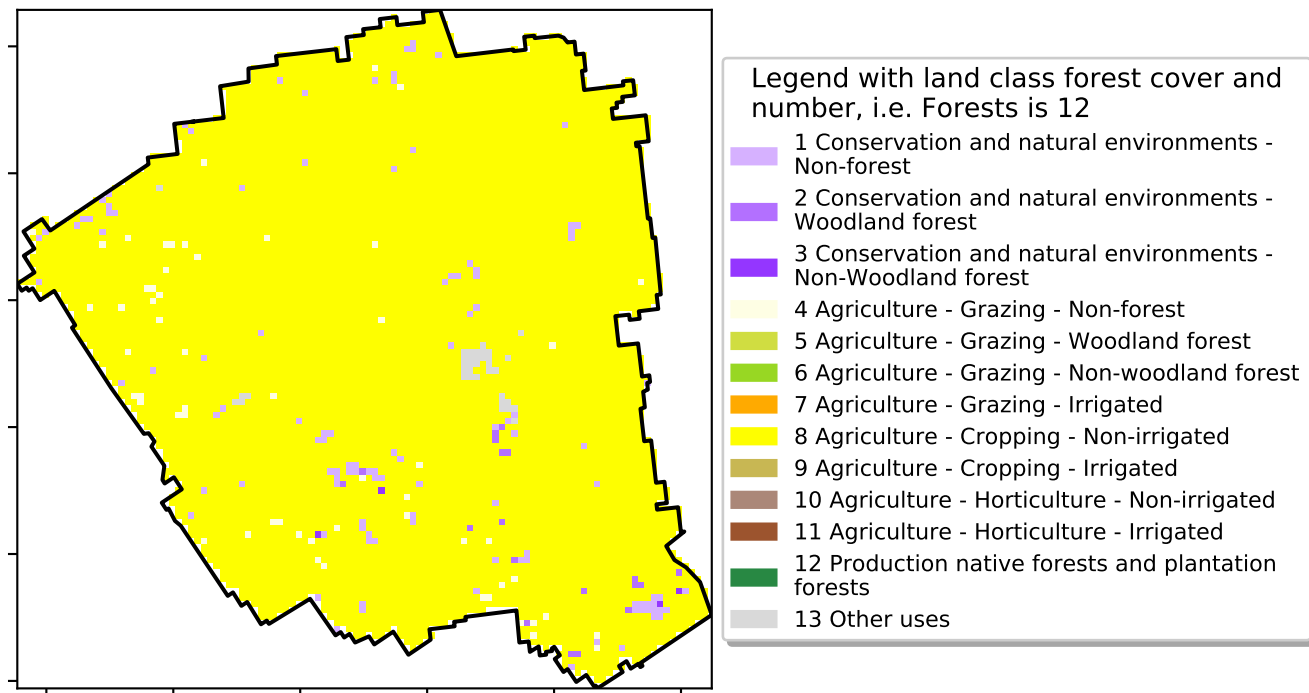 Legend with land class forest cover and
number, i.e. Forests is 12
1 Conservation and natural environments -
Non-forest
2 Conservation and natural environments -
Woodland forest
3 Conservation and natural environments -
Non-Woodland forest
4 Agriculture - Grazing - Non-forest
5 Agriculture - Grazing - Woodland forest
6 Agriculture - Grazing - Non-woodland forest
7 Agriculture - Grazing - Irrigated
8 Agriculture - Cropping - Non-irrigated
9 Agriculture - Cropping - Irrigated
10 Agriculture - Horticulture - Non-irrigated
11 Agriculture - Horticulture - Irrigated
12 Production native forests and plantation
forests
13 Other uses